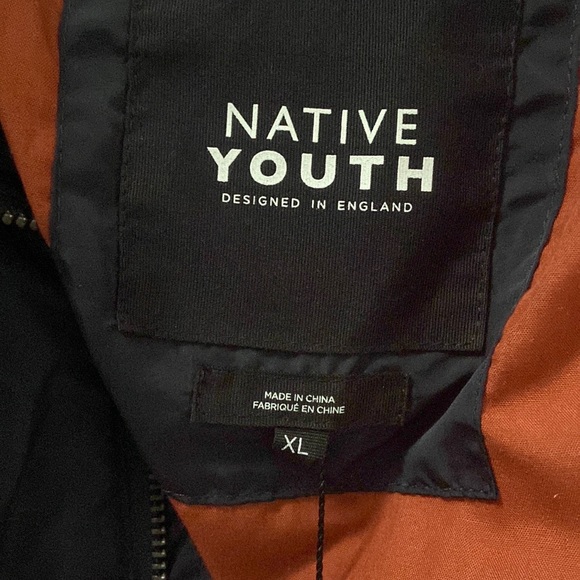 NATIVE
YOUTH
DESIGNED IN ENGLAND
MADE IN CHINA
FABRIQUÉ EN CHINE
XL